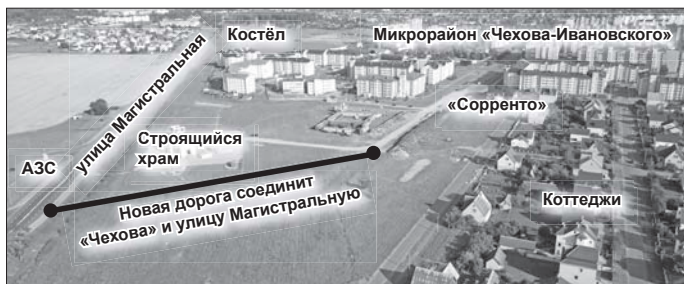 Костёл
Микрорайон «Чехова-Ивановского»
улица Магистральная
«Сорренто»
Строящийся
храм
АЗС
Новая дорога соединит
«Чехова» и улицу Магистральную
Коттеджи